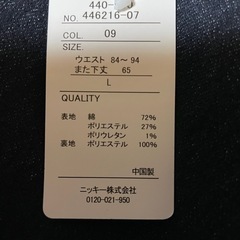 440-
NO. 446216-07
COL. 09
SIZE.
ウエスト 84～94
また下丈 65
L
QUALITY
表地 綿 72%
ポリエステル 27%
ポリウレタン 1%
裏地 ポリエステル 100%
中国製
ニッキー株式会社
0120-021-950